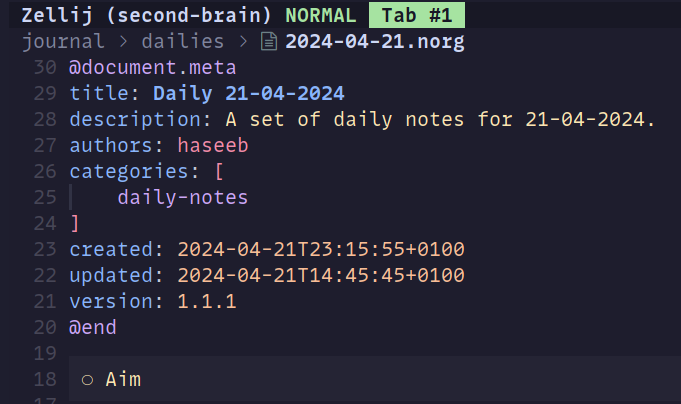 Zellij (second-brain) NORMAL Tab #1
journal > dailies > 2024-04-21.norg
30 @document.meta
29 title: Daily 21-04-2024
28 description: A set of daily notes for 21-04-2024.
27 authors: haseeb
26 categories: [
25 daily-notes
24 ]
23 created: 2024-04-21T23:15:55+0100
22 updated: 2024-04-21T14:45:45+0100
21 version: 1.1.1
20 @end
19
18 ○ Aim
17